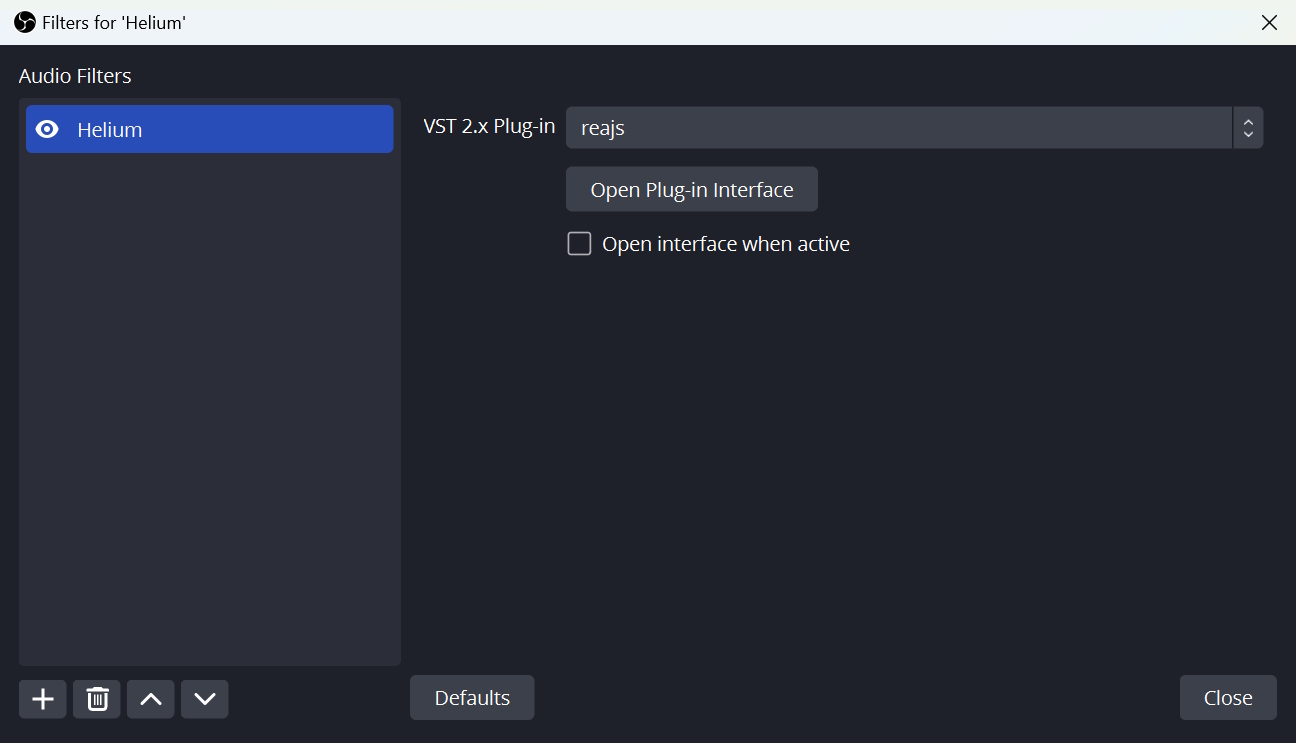 Filters for 'Helium'
Audio Filters
Helium
VST 2.x Plug-in
reajs
Open Plug-in Interface
Open interface when active
Defaults
Close